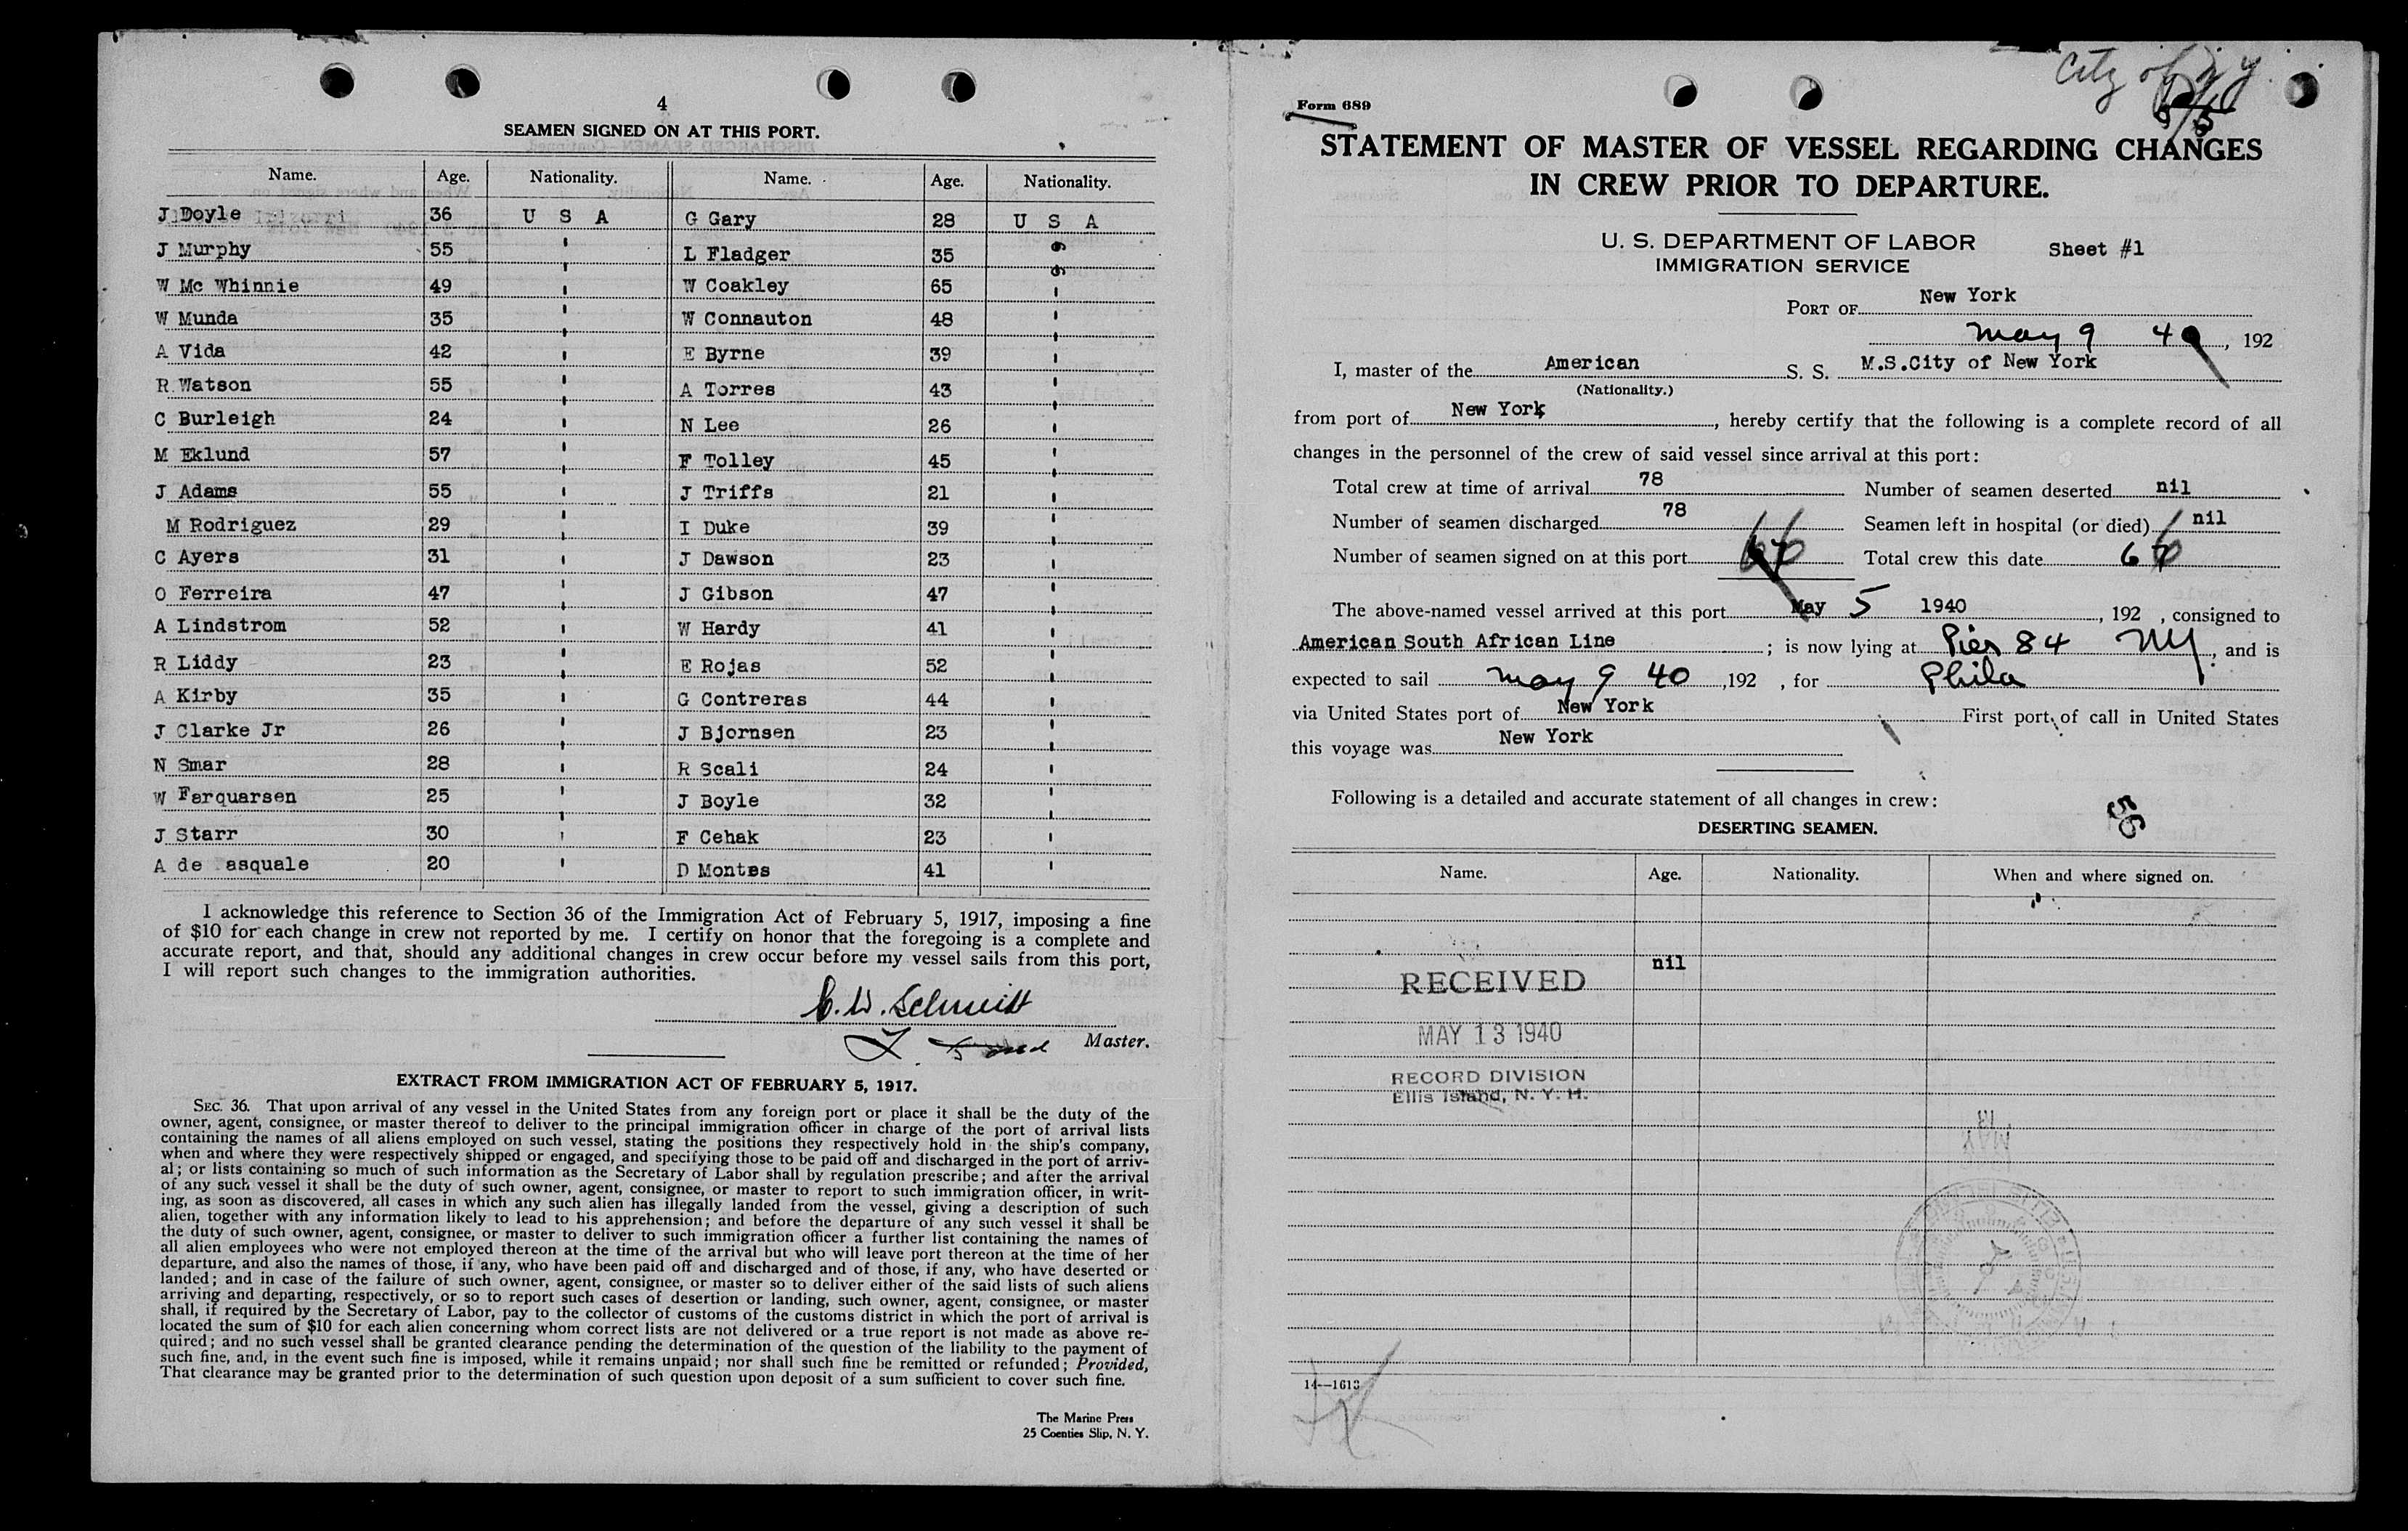 4
SEAMEN SIGNED ON AT THIS PORT.
Name. Age. Nationality. Name. Age. Nationality.
J Doyle 36 U S A G Gary 28 U S A
J Murphy 55 " L Fladger 35 "
W Mc Whinnie 49 " W Coakley 65 "
W Munda 35 " W Connauton 48 "
A Vida 42 " E Byrne 39 "
R.Watson 55 " A Torres 43 "
C Burleigh 24 " N Lee 26 "
M Eklund 57 " F Tolley 45 "
J Adams 55 " J Triffs 21 "
M Rodriguez 29 " I Duke 39 "
C Ayers 31 " J Dawson 23 "
O Ferreira 47 " J Gibson 47 "
A Lindstrom 52 " W Hardy 41 "
R Liddy 23 " E Rojas 52 "
A Kirby 35 " G Contreras 44 "
J Clarke Jr 26 " J Bjornsen 23 "
N Smar 28 " R Scali 24 "
W Farquarsen 25 " J Boyle 32 "
J Starr 30 " F Cehak 23 "
A de asquale 20 " D Montes 41 "
I acknowledge this reference to Section 36 of the Immigration Act of February 5, 1917, imposing a fine
of $10 for each change in crew not reported by me. I certify on honor that the foregoing is a complete and
accurate report, and that, should any additional changes in crew occur before my vessel sails from this port,
I will report such changes to the immigration authorities.
C. W. Schmitt
Master.
EXTRACT FROM IMMIGRATION ACT OF FEBRUARY 5, 1917.
SEC. 36. That upon arrival of any vessel in the United States from any foreign port or place it shall be the duty of the
owner, agent, consignee, or master thereof to deliver to the principal immigration officer in charge of the port of arrival lists
containing the names of all aliens employed on such vessel, stating the positions they respectively hold in the ship's company,
when and where they were respectively shipped or engaged, and specifying those to be paid off and discharged in the port of arriv-
al; or lists containing so much of such information as the Secretary of Labor shall by regulation prescribe; and after the arrival
of any such vessel it shall be the duty of such owner, agent, consignee, or master to report to such immigration officer, in writ-
ing, as soon as discovered, all cases in which any such alien has illegally landed from the vessel, giving a description of such
alien, together with any information likely to lead to his apprehension; and before the departure of any such vessel it shall be
the duty of such owner, agent, consignee, or master to deliver to such immigration officer a further list containing the names of
all alien employees who were not employed thereon at the time of the arrival but who will leave port thereon at the time of her
departure, and also the names of those, if any, who have been paid off and discharged and of those, if any, who have deserted or
landed; and in case of the failure of such owner, agent, consignee, or master so to deliver either of the said lists of such aliens
arriving and departing, respectively, or so to report such cases of desertion or landing, such owner, agent, consignee, or master
shall, if required by the Secretary of Labor, pay to the collector of customs of the customs district in which the port of arrival is
located the sum of $10 for each alien concerning whom correct lists are not delivered or a true report is not made as above re-
quired; and no such vessel shall be granted clearance pending the determination of the question of the liability to the payment of
such fine, and, in the event such fine is imposed, while it remains unpaid; nor shall such fine be remitted or refunded; Provided,
That clearance may be granted prior to the determination of such question upon deposit of a sum sufficient to cover such fine.
The Marine Press
25 Coenties Slip, N. Y.
City of N y
5/5
Form 689
STATEMENT OF MASTER OF VESSEL REGARDING CHANGES
IN CREW PRIOR TO DEPARTURE.
U. S. DEPARTMENT OF LABOR
IMMIGRATION SERVICE
Sheet #1
PORT OF New York
May 9 40, 192
I, master of the American S. S. M.S.City of New York
(Nationality.)
from port of New York, hereby certify that the following is a complete record of all
changes in the personnel of the crew of said vessel since arrival at this port:
Total crew at time of arrival 78 Number of seamen deserted nil
Number of seamen discharged 78 Seamen left in hospital (or died) nil
Number of seamen signed on at this port 66 Total crew this date 66
The above-named vessel arrived at this port May 5 1940, 192 , consigned to
American South African Line; is now lying at Pier 84 NY, and is
expected to sail May 9 40, 192 , for Phila
via United States port of New York First port of call in United States
this voyage was New York
Following is a detailed and accurate statement of all changes in crew:
56
DESERTING SEAMEN.
Name. Age. Nationality. When and where signed on.
nil
RECEIVED
MAY 13 1940
RECORD DIVISION
Ellis Island, N. Y. H.
14—1613